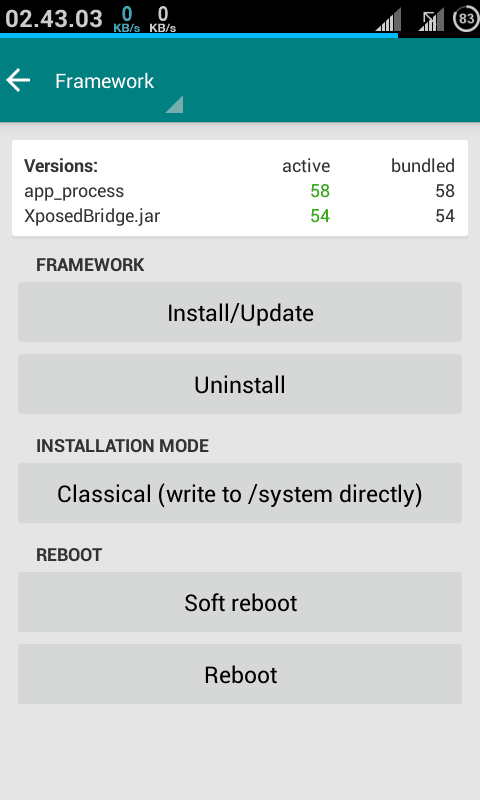 02.43.03 0 KB/s 0 KB/s 83
Framework
Versions: active bundled
app_process 58 58
XposedBridge.jar 54 54
FRAMEWORK
Install/Update
Uninstall
INSTALLATION MODE
Classical (write to /system directly)
REBOOT
Soft reboot
Reboot